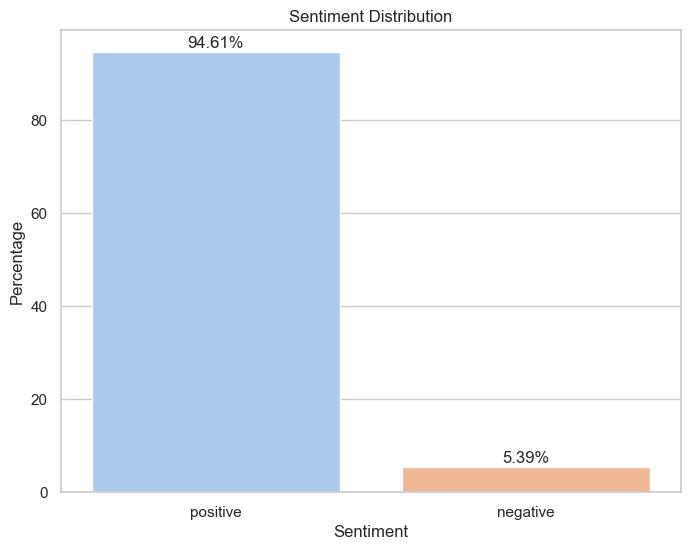 Sentiment Distribution
94.61%
80
60
40
20
0
Percentage
5.39%
positive
negative
Sentiment